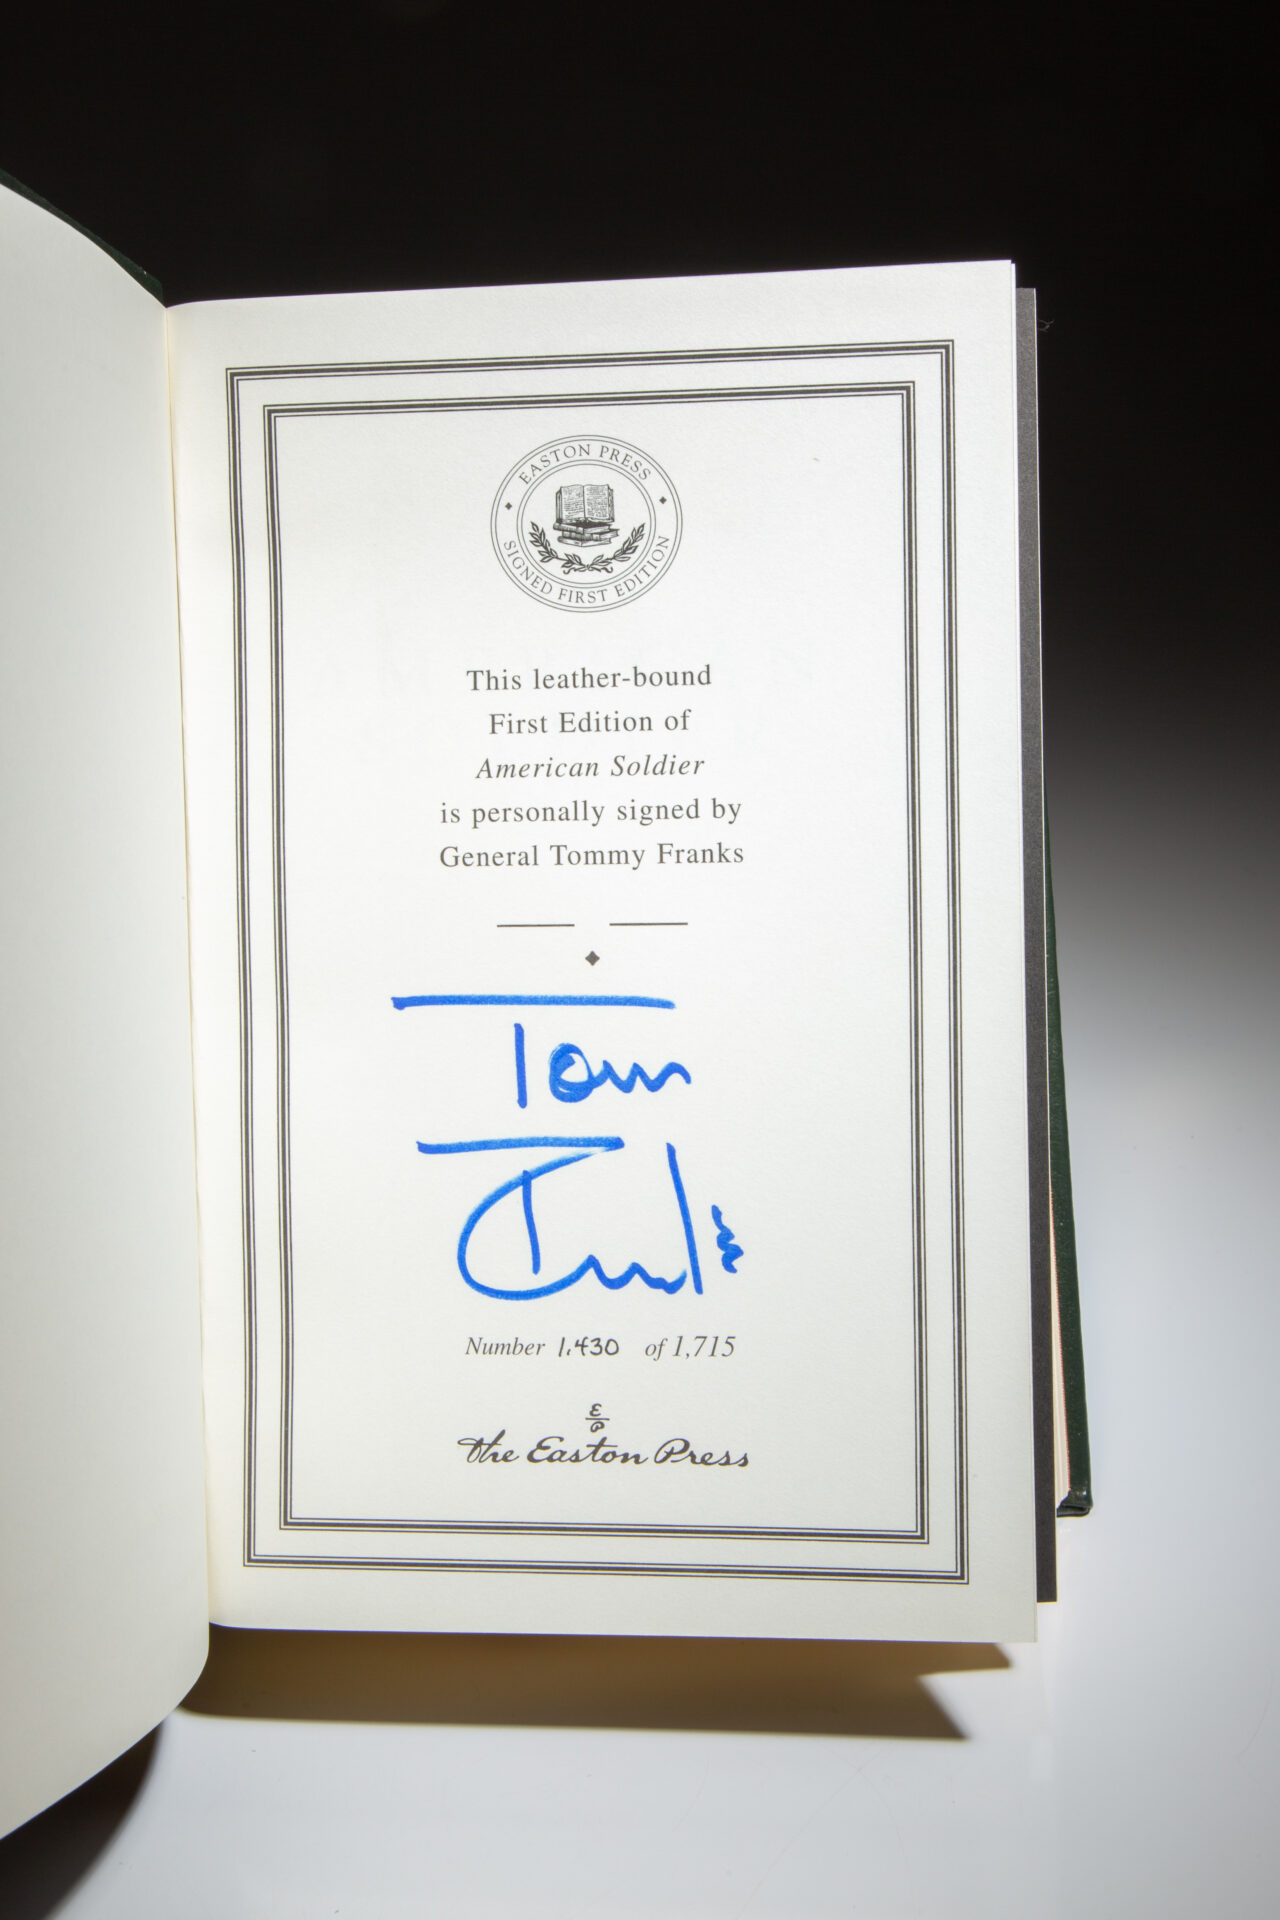 EASTON PRESS
SIGNED FIRST EDITION
This leather-bound
First Edition of
American Soldier
is personally signed by
General Tommy Franks
Tom
Franks
Number 1,430 of 1,715
E
P
The Easton Press